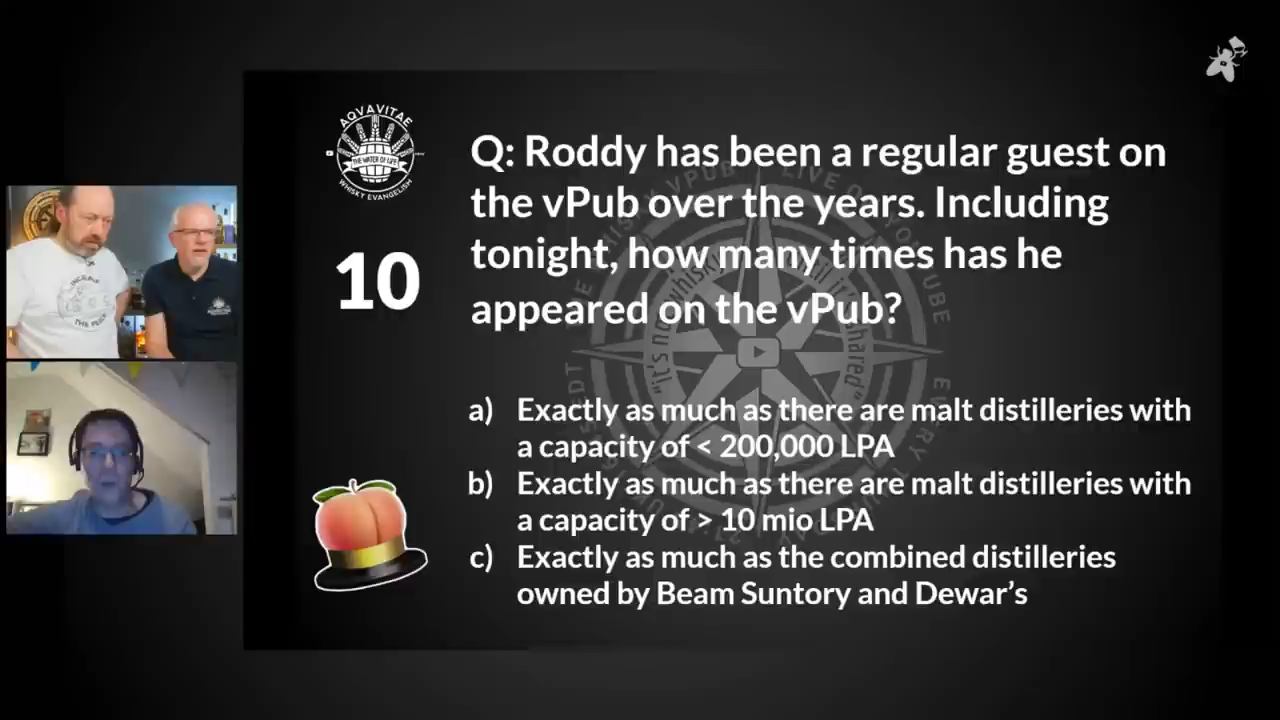 AQVAVITAE
THE WATER OF LIFE
WHISKY EVANGELISM
10
Q: Roddy has been a regular guest on
the vPub over the years. Including
tonight, how many times has he
appeared on the vPub?
a) Exactly as much as there are malt distilleries with
a capacity of < 200,000 LPA
b) Exactly as much as there are malt distilleries with
a capacity of > 10 mio LPA
c) Exactly as much as the combined distilleries
owned by Beam Suntory and Dewar's